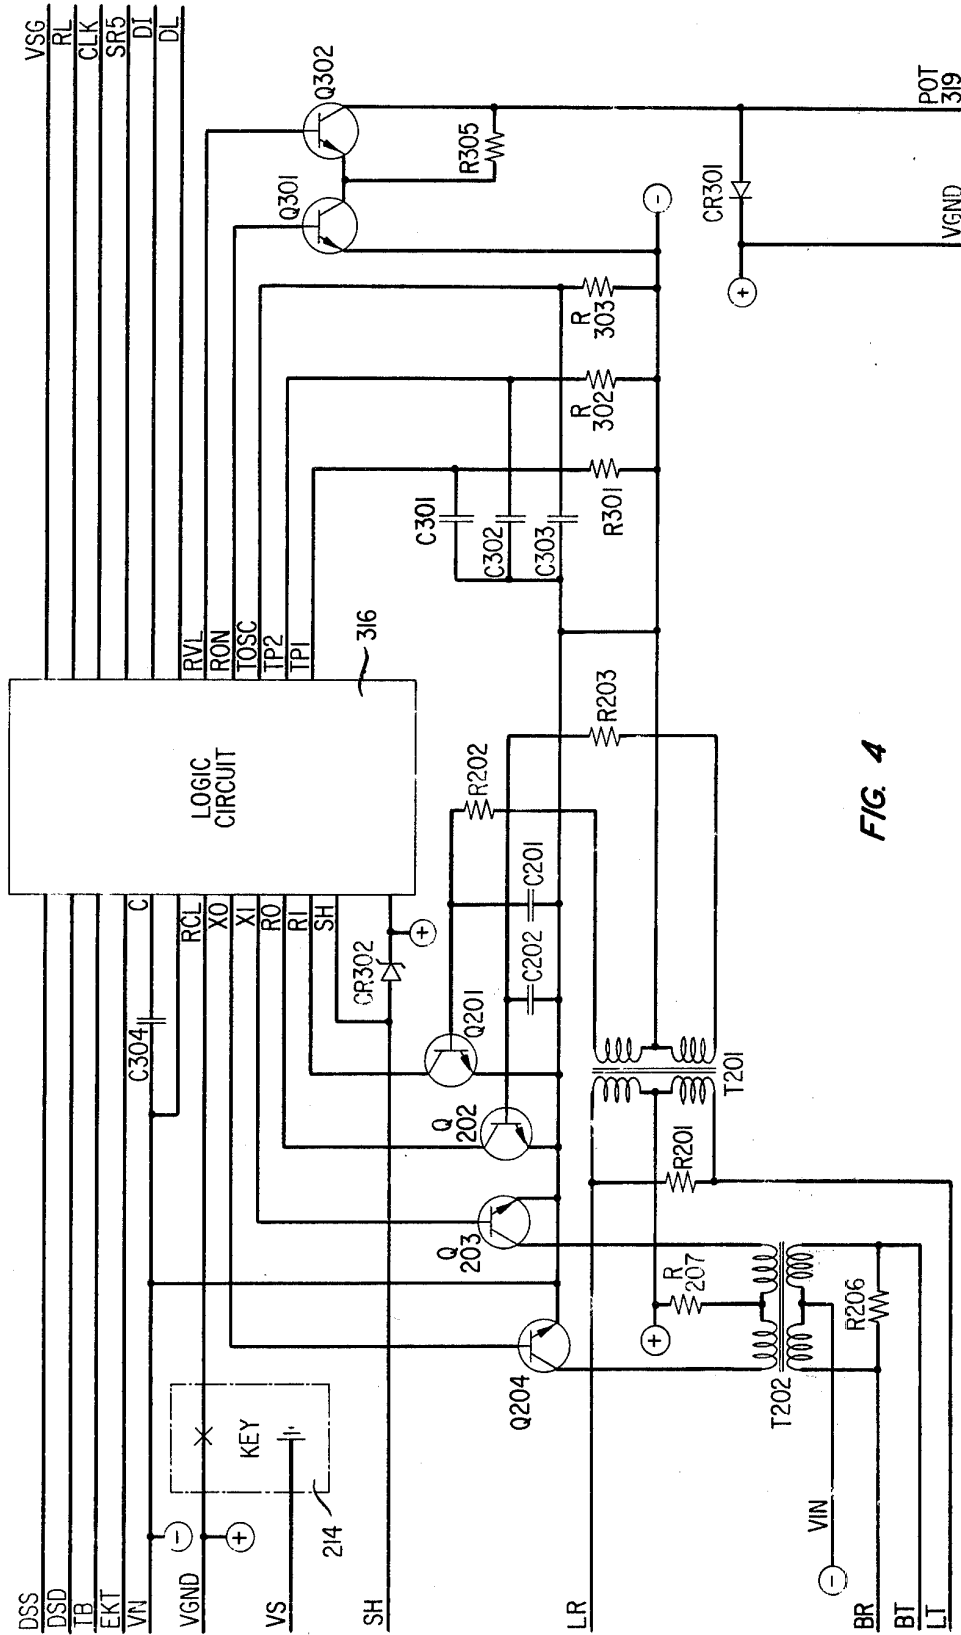 VSG
RL
CLK
SR5
DI
DL
RVL
RON
TOSC
TP2
TP1
Q302
Q301
R305
CR301
POT
319
VGND
+
-
R
303
R
302
R301
C301
C302
C303
316
LOGIC
CIRCUIT
C
RCL
XO
XI
RO
RI
SH
C304
CR302
+
R202
R203
C201
C202
Q201
Q
202
Q
203
Q204
T201
R201
R
207
+
T202
R206
VIN
-
KEY
214
DSS
DSD
TB
EKT
VN
-
VGND
+
VS
SH
LR
BR
BT
LT
FIG. 4